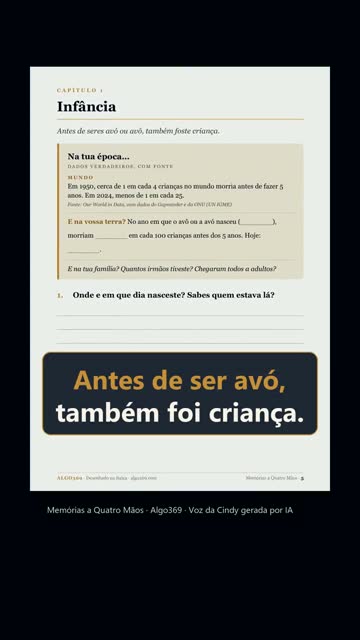 CAPÍTULO 1
Infância
Antes de seres avó ou avô, também foste criança.
Na tua época...
DADOS VERDADEIROS, COM FONTE
MUNDO
Em 1950, cerca de 1 em cada 4 crianças no mundo morria antes de fazer 5
anos. Em 2024, menos de 1 em cada 25.
Fonte: Our World in Data, com dados do Gapminder e da ONU (UN IGME)
E na vossa terra? No ano em que o avô ou a avó nasceu (________),
morriam ________ em cada 100 crianças antes dos 5 anos. Hoje:
________.
E na tua família? Quantos irmãos tiveste? Chegaram todos a adultos?
1. Onde e em que dia nasceste? Sabes quem estava lá?
Antes de ser avó,
também foi criança.
ALGO369 · Desenhado na Suíça · algo369.com
Memórias a Quatro Mãos 5
Memórias a Quatro Mãos · Algo369 · Voz da Cindy gerada por IA